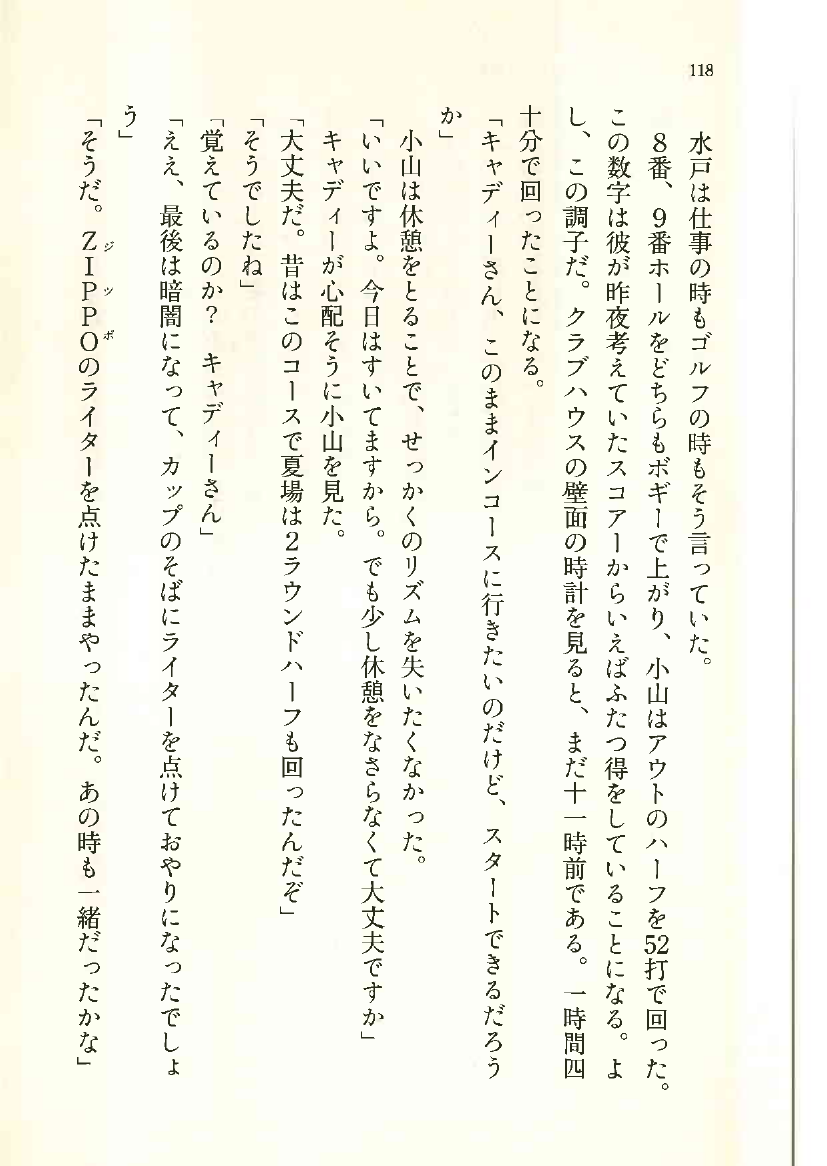 118
水戸は仕事の時もゴルフの時もそう言っていた。
8番、9番ホールをどちらもボギーで上がり、小山はアウトのハーフを52打で回った。
この数字は彼が昨夜考えていたスコアーからいえばふたつ得をしていることになる。よ
し、この調子だ。クラブハウスの壁面の時計を見ると、まだ十一時前である。一時間四
十分で回ったことになる。
「キャディーさん、このままインコースに行きたいのだけど、スタートできるだろう
か」
小山は休憩をとることで、せっかくのリズムを失いたくなかった。
「いいですよ。今日はすいてますから。でも少し休憩をなさらなくて大丈夫ですか」
キャディーが心配そうに小山を見た。
「大丈夫だ。昔はこのコースで夏場は2ラウンドハーフも回ったんだぞ」
「そうでしたね」
「覚えているのか？　キャディーさん」
「ええ、最後は暗闇になって、カップのそばにライターを点けておやりになったでしょ
う」
「そうだ。ZIPPOのライターを点けたままやったんだ。あの時も一緒だったかな」
ジッポ